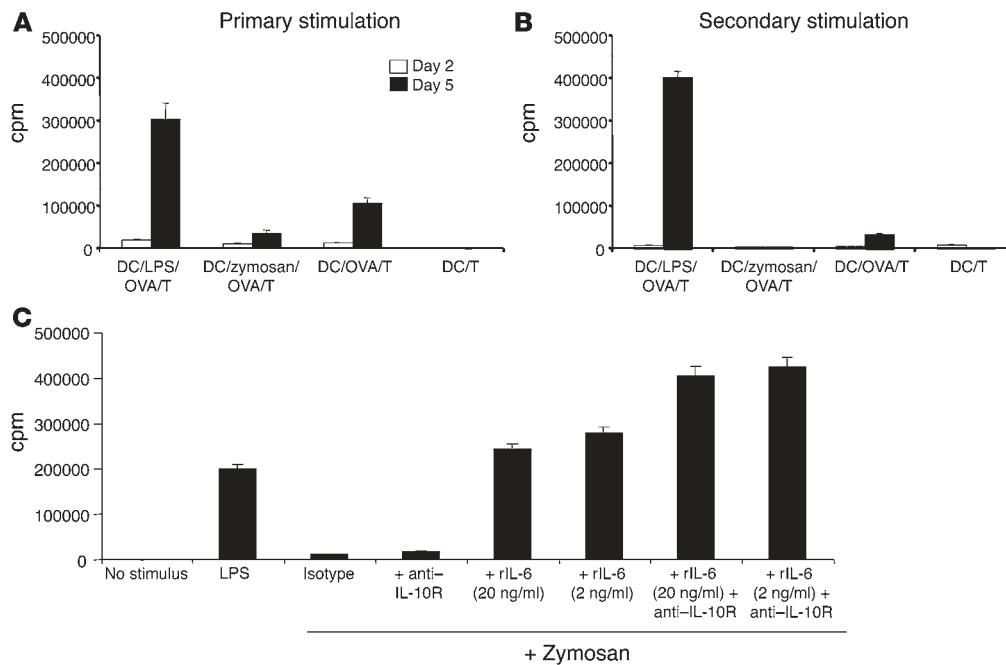 A Primary stimulation
500000
400000
300000
200000
100000
0
cpm
Day 2
Day 5
DC/LPS/ DC/zymosan/ DC/OVA/T DC/T
OVA/T OVA/T
B Secondary stimulation
500000
400000
300000
200000
100000
0
cpm
DC/LPS/ DC/zymosan/ DC/OVA/T DC/T
OVA/T OVA/T
C
500000
400000
300000
200000
100000
0
cpm
No stimulus LPS Isotype + anti– + rIL-6 + rIL-6 + rIL-6 + rIL-6
IL-10R (20 ng/ml) (2 ng/ml) (20 ng/ml) + (2 ng/ml) +
anti–IL-10R anti–IL-10R
+ Zymosan